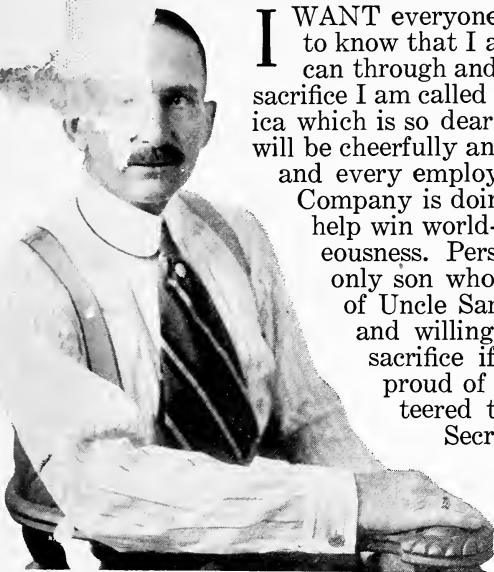 I WANT everyone
to know that I a
can through and
sacrifice I am called
ica which is so dear
will be cheerfully an
and every employ
Company is doin
help win world-
eousness. Pers
only son who
of Uncle Sam
and willing
sacrifice if
proud of
teered t
Secr